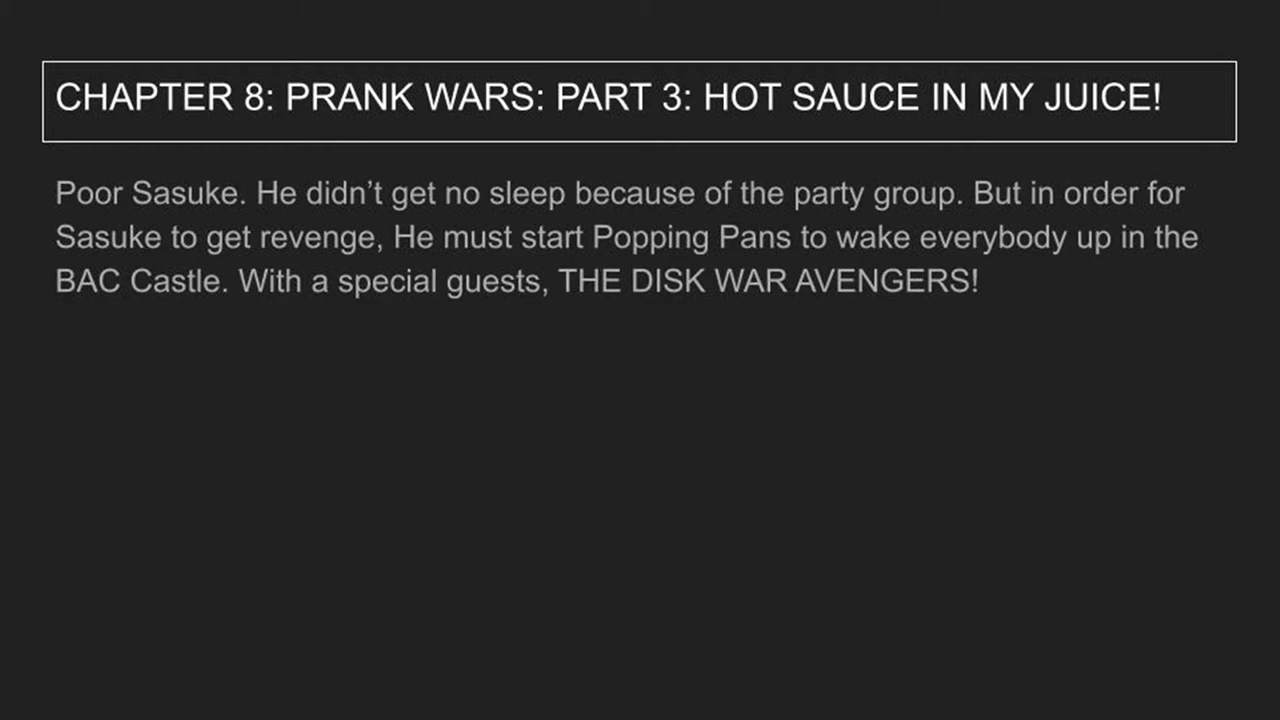 CHAPTER 8: PRANK WARS: PART 3: HOT SAUCE IN MY JUICE!
Poor Sasuke. He didn’t get no sleep because of the party group. But in order for
Sasuke to get revenge, He must start Popping Pans to wake everybody up in the
BAC Castle. With a special guests, THE DISK WAR AVENGERS!